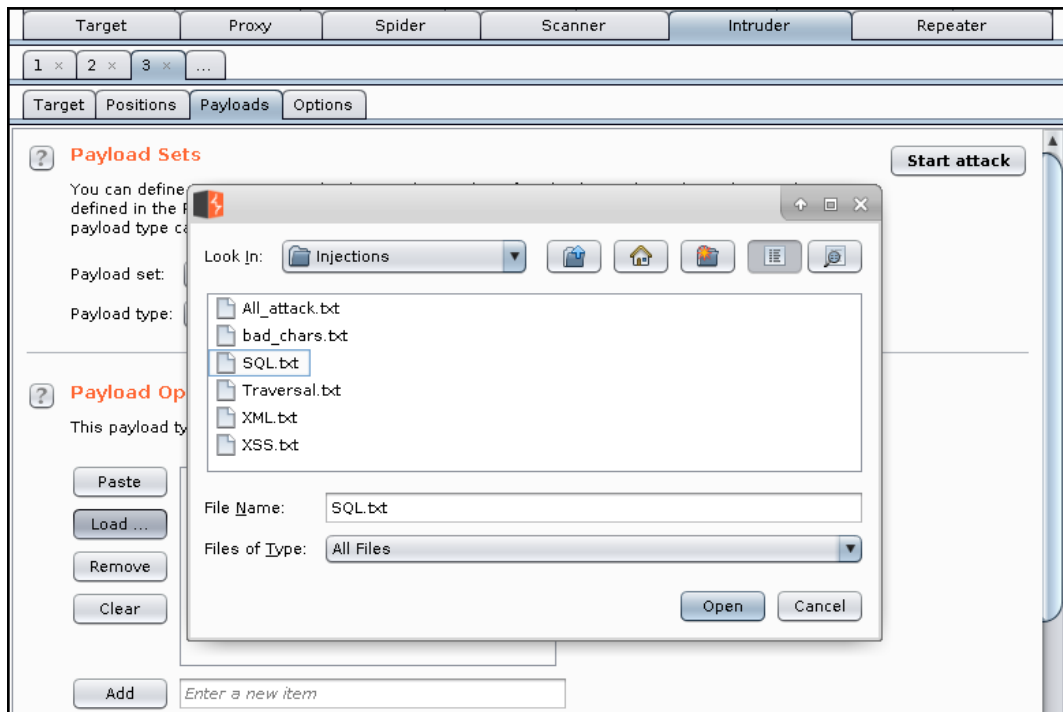 Target Proxy Spider Scanner Intruder Repeater
1 × 2 × 3 × ...
Target Positions Payloads Options
? Payload Sets
Start attack
You can define
defined in the
payload type
Look In: Injections
Payload set:
Payload type:
All_attack.txt
bad_chars.txt
SQL.txt
Traversal.txt
XML.txt
XSS.txt
? Payload Op
This payload ty
Paste
Load ...
Remove
Clear
File Name: SQL.txt
Files of Type: All Files
Open Cancel
Add Enter a new item